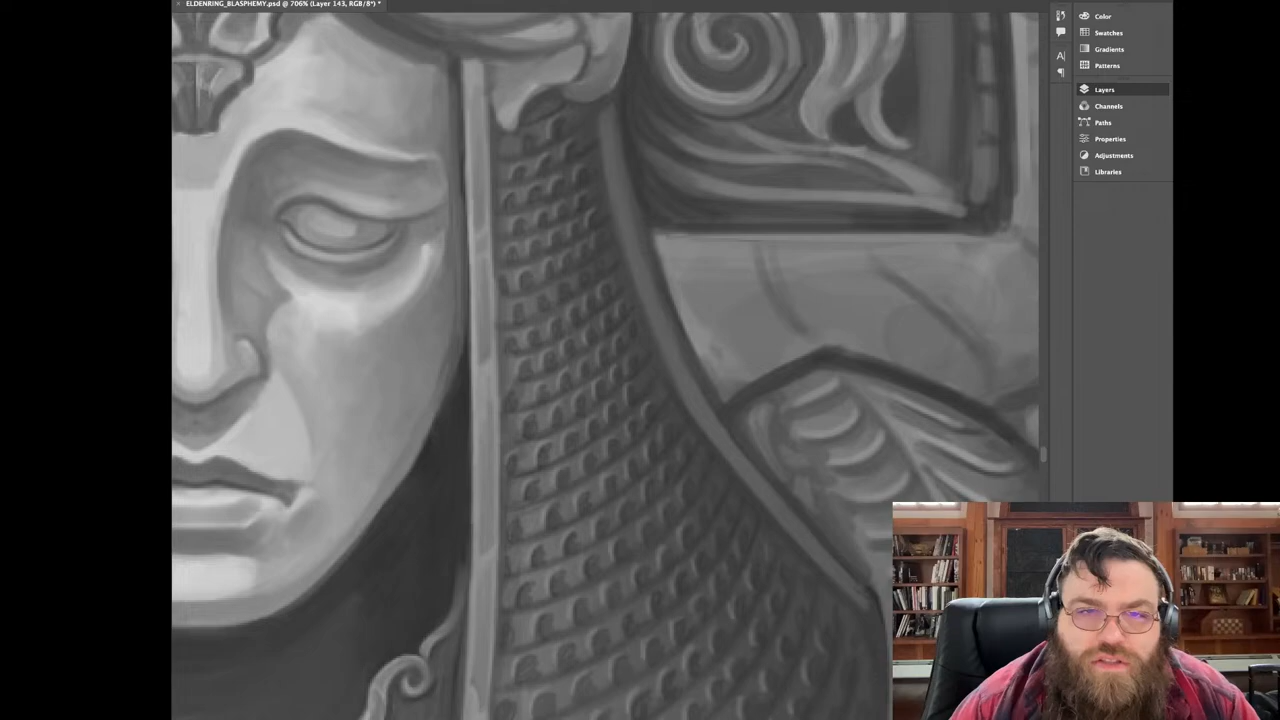 ELDENRING_BLASPHEMY.psd @ 706% (Layer 143, RGB/8*) *
Color
Swatches
Gradients
Patterns
Layers
Channels
Paths
Properties
Adjustments
Libraries